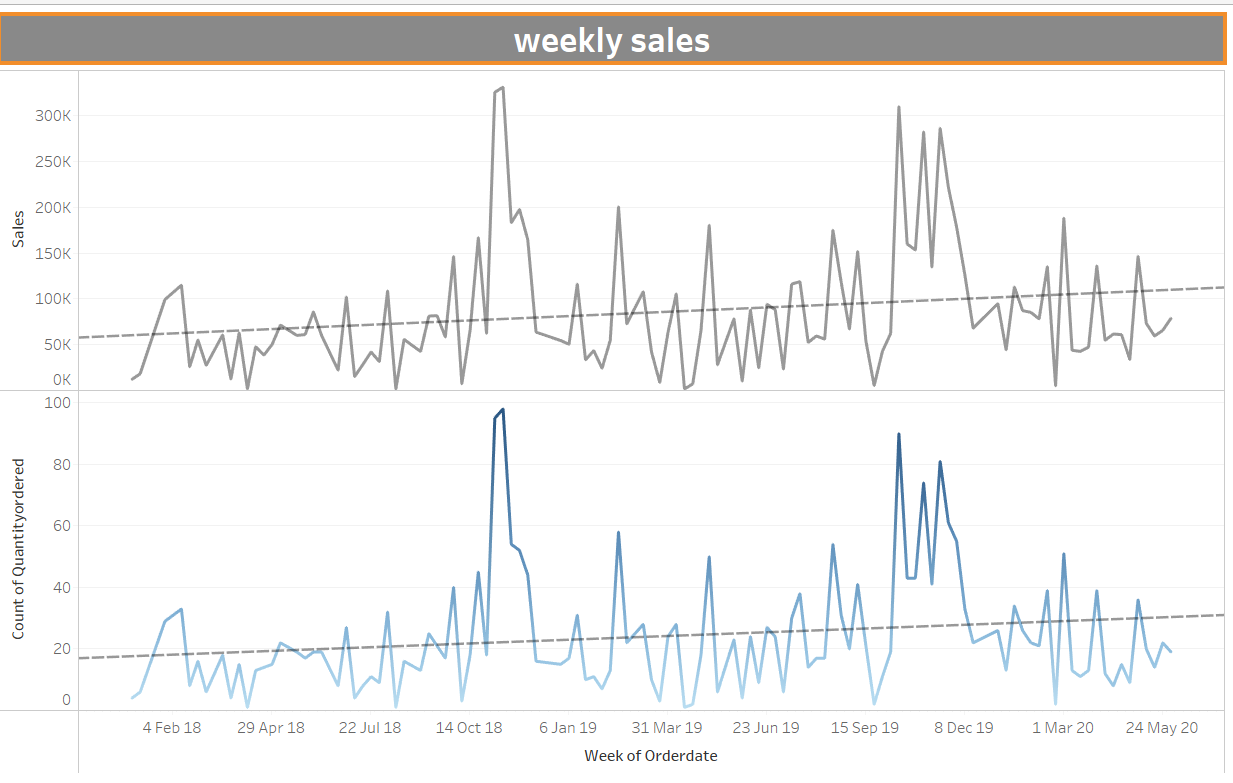 weekly sales
300K
250K
200K
150K
100K
50K
0K
Sales
100
80
60
40
20
0
Count of Quantityordered
4 Feb 18 29 Apr 18 22 Jul 18 14 Oct 18 6 Jan 19 31 Mar 19 23 Jun 19 15 Sep 19 8 Dec 19 1 Mar 20 24 May 20
Week of Orderdate